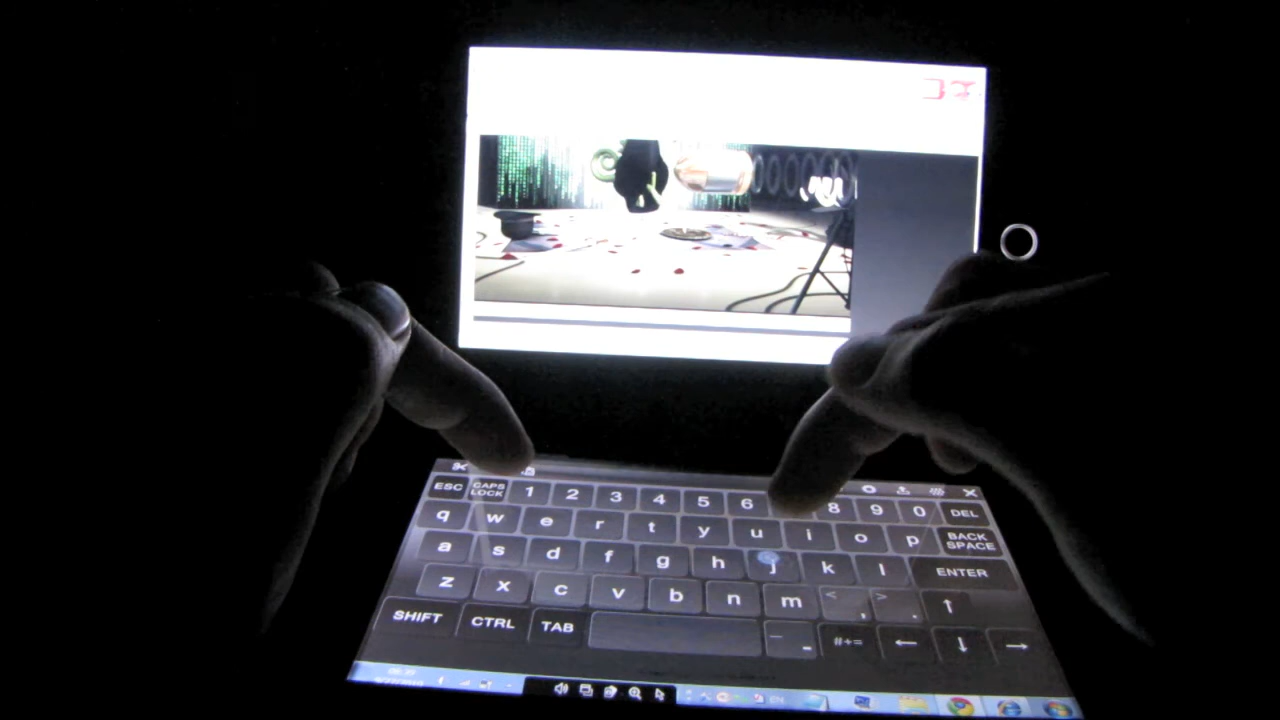 ESC CAPS LOCK 1 2 3 4 5 6 8 9 0 DEL
q w e r t y u i o p BACK SPACE
a s d f g h j k l ENTER
z x c v b n m < , > . ↑
SHIFT CTRL TAB — - #+= ← ↓ →
EN